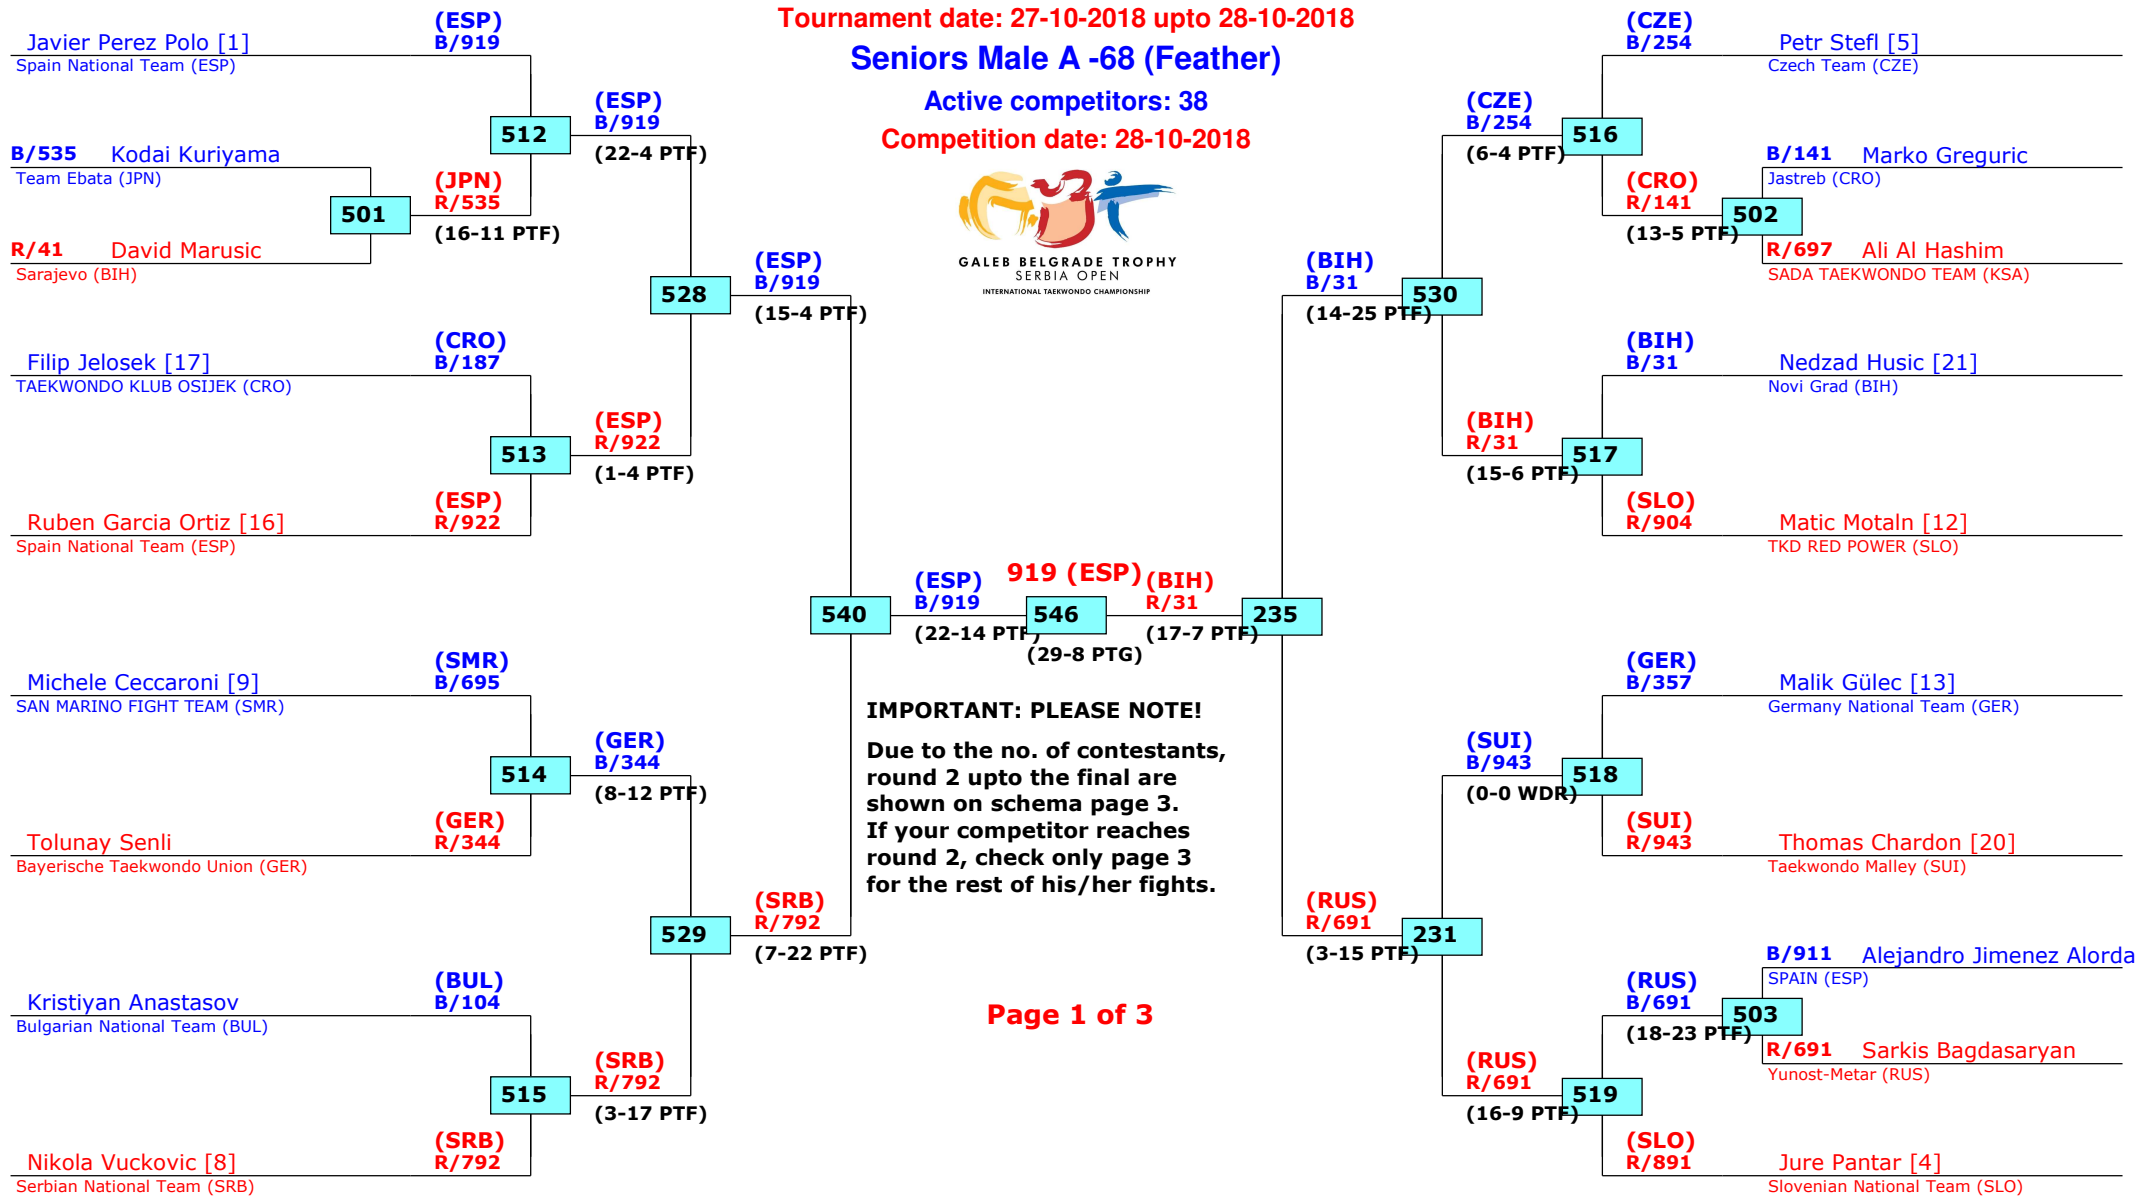 Tournament date: 27-10-2018 upto 28-10-2018
Seniors Male A -68 (Feather)
Active competitors: 38
Competition date: 28-10-2018
GALEB BELGRADE TROPHY
SERBIA OPEN
INTERNATIONAL TAEKWONDO CHAMPIONSHIP
(ESP)
Javier Perez Polo [1] B/919
Spain National Team (ESP)
(ESP)
B/919
512
(22-4 PTF)
B/535 Kodai Kuriyama
Team Ebata (JPN)
(JPN)
R/535
501
(16-11 PTF)
R/41 David Marusic
Sarajevo (BIH)
(ESP)
B/919
528
(15-4 PTF)
(CRO)
Filip Jelosek [17] B/187
TAEKWONDO KLUB OSIJEK (CRO)
(ESP)
R/922
513
(1-4 PTF)
(ESP)
Ruben Garcia Ortiz [16] R/922
Spain National Team (ESP)
(ESP)
B/919
540
(22-14 PTF)
(SMR)
Michele Ceccaroni [9] B/695
SAN MARINO FIGHT TEAM (SMR)
(GER)
B/344
514
(8-12 PTF)
(GER)
Tolunay Senli R/344
Bayerische Taekwondo Union (GER)
(SRB)
R/792
529
(7-22 PTF)
(BUL)
Kristiyan Anastasov B/104
Bulgarian National Team (BUL)
(SRB)
R/792
515
(3-17 PTF)
(SRB)
Nikola Vuckovic [8] R/792
Serbian National Team (SRB)
919 (ESP)
546
(29-8 PTG)
(BIH)
R/31
235
(17-7 PTF)
IMPORTANT: PLEASE NOTE!
Due to the no. of contestants,
round 2 upto the final are
shown on schema page 3.
If your competitor reaches
round 2, check only page 3
for the rest of his/her fights.
Page 1 of 3
(CZE)
B/254 Petr Stefl [5]
Czech Team (CZE)
(CZE)
B/254
516
(6-4 PTF)
B/141 Marko Greguric
Jastreb (CRO)
(CRO)
R/141
502
(13-5 PTF)
R/697 Ali Al Hashim
SADA TAEKWONDO TEAM (KSA)
(BIH)
B/31
530
(14-25 PTF)
(BIH)
B/31 Nedzad Husic [21]
Novi Grad (BIH)
(BIH)
R/31
517
(15-6 PTF)
(SLO)
R/904 Matic Motaln [12]
TKD RED POWER (SLO)
(GER)
B/357 Malik Gülec [13]
Germany National Team (GER)
(SUI)
B/943
518
(0-0 WDR)
(SUI)
R/943 Thomas Chardon [20]
Taekwondo Malley (SUI)
(RUS)
R/691
231
(3-15 PTF)
B/911 Alejandro Jimenez Alorda
SPAIN (ESP)
(RUS)
B/691
503
(18-23 PTF)
R/691 Sarkis Bagdasaryan
Yunost-Metar (RUS)
(RUS)
R/691
519
(16-9 PTF)
(SLO)
R/891 Jure Pantar [4]
Slovenian National Team (SLO)